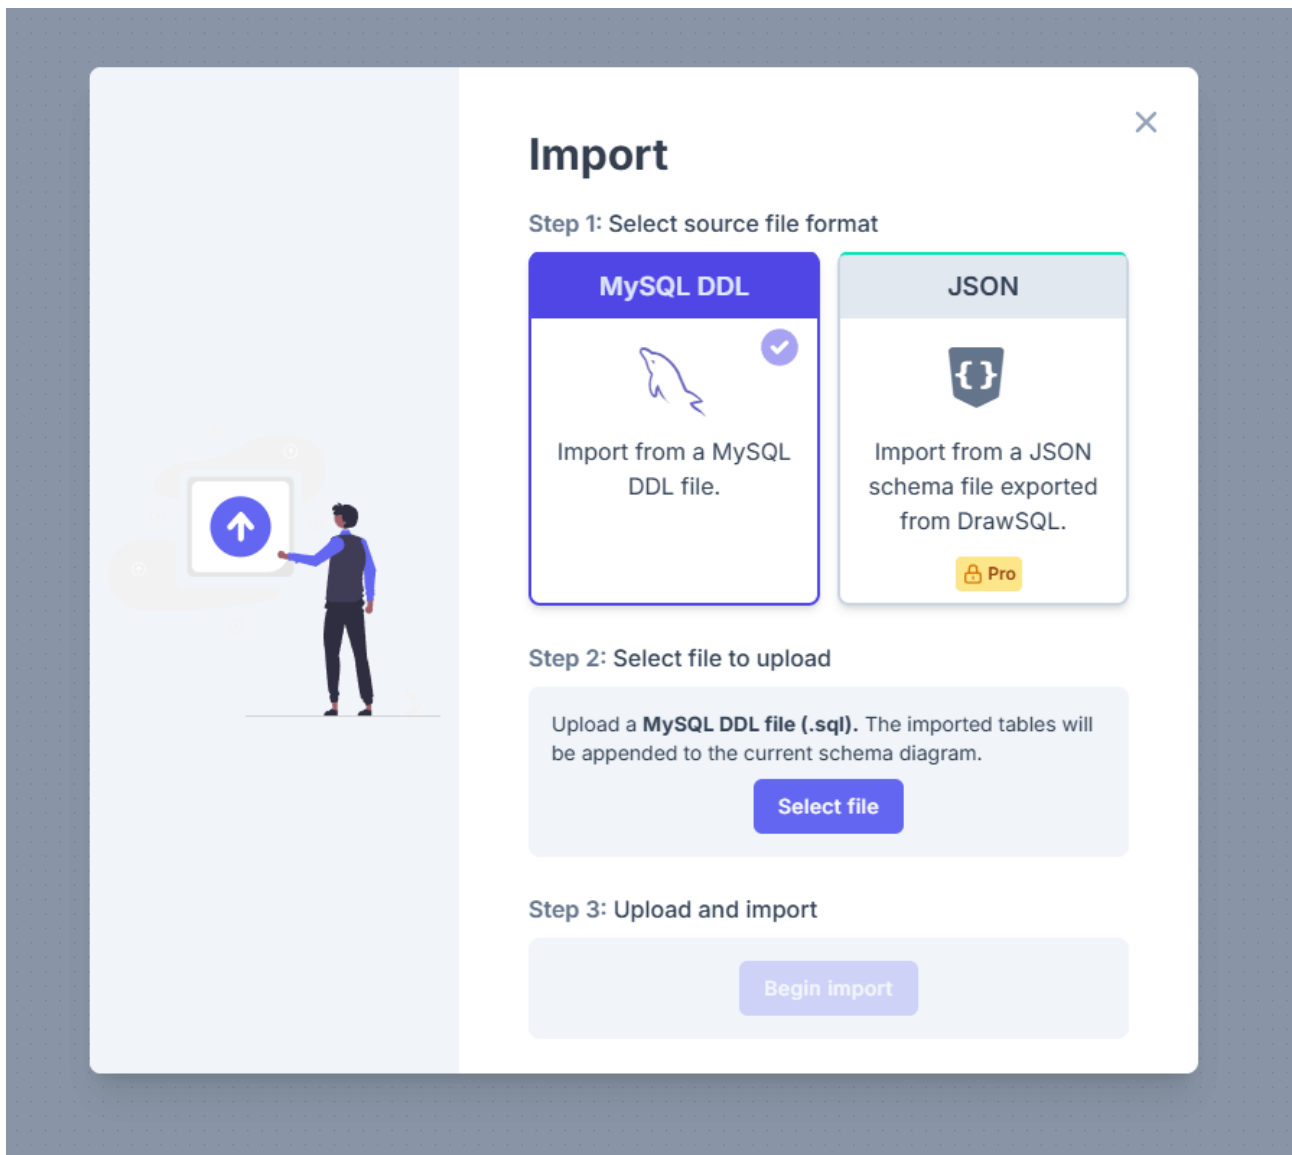 Import
Step 1: Select source file format
MySQL DDL
Import from a MySQL
DDL file.
JSON
{}
Import from a JSON
schema file exported
from DrawSQL.
Pro
Step 2: Select file to upload
Upload a MySQL DDL file (.sql). The imported tables will
be appended to the current schema diagram.
Select file
Step 3: Upload and import
Begin import